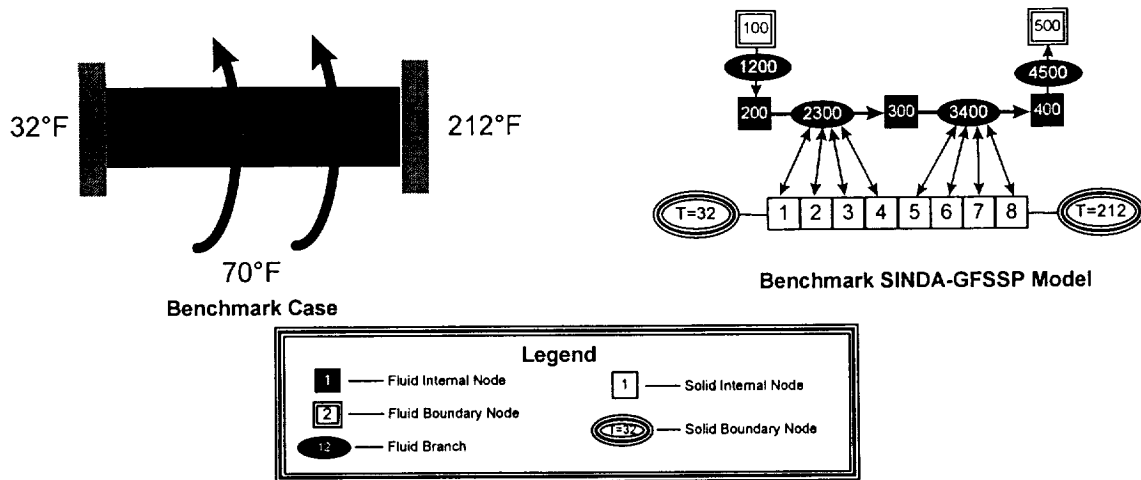 32°F
212°F
70°F
Benchmark Case
100
500
1200
4500
200
2300
300
3400
400
T=32
1
2
3
4
5
6
7
8
T=212
Benchmark SINDA-GFSSP Model
Legend
1
Fluid Internal Node
1
Solid Internal Node
2
Fluid Boundary Node
T=32
Solid Boundary Node
12
Fluid Branch